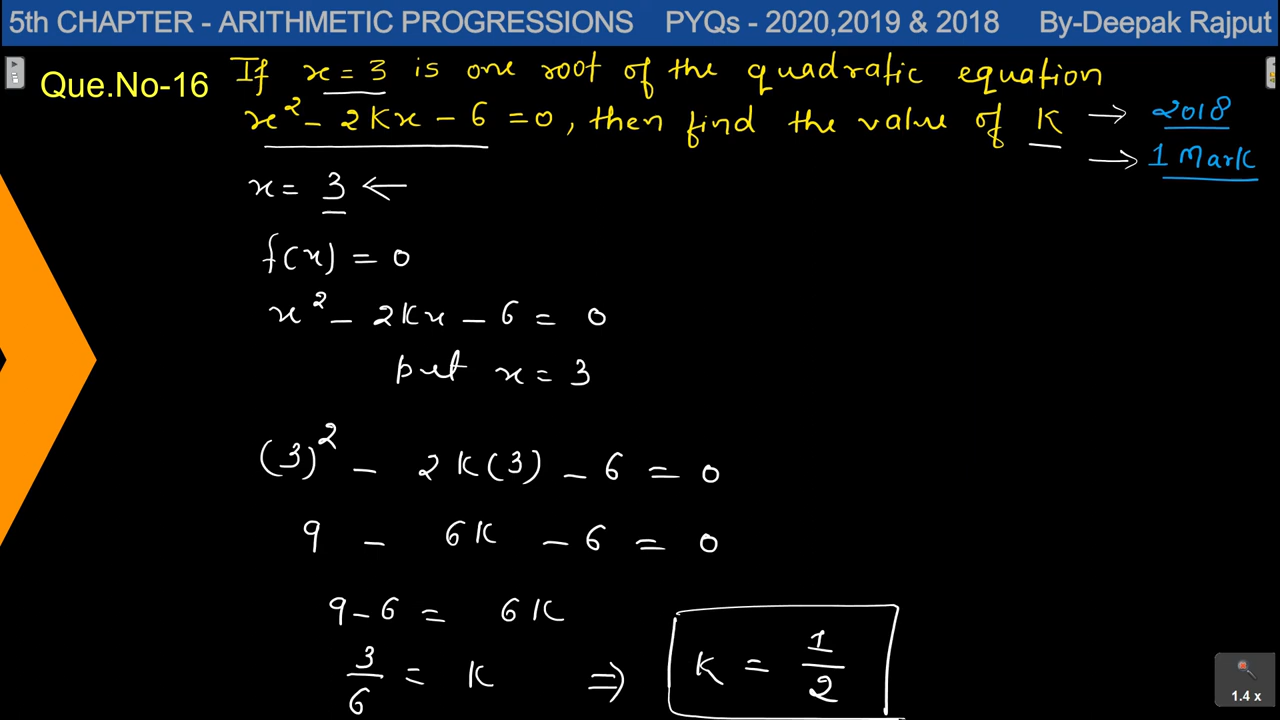 5th CHAPTER - ARITHMETIC PROGRESSIONS PYQs - 2020,2019 & 2018 By-Deepak Rajput
Que.No-16 If x = 3 is one root of the quadratic equation
x² - 2Kx - 6 = 0, then find the value of K → 2018
→ 1 Mark
x = 3 ←
f(x) = 0
x² - 2Kx - 6 = 0
put x = 3
(3)² - 2K(3) - 6 = 0
9 - 6K - 6 = 0
9 - 6 = 6K
3/6 = K ⇒ K = 1/2
1.4 x